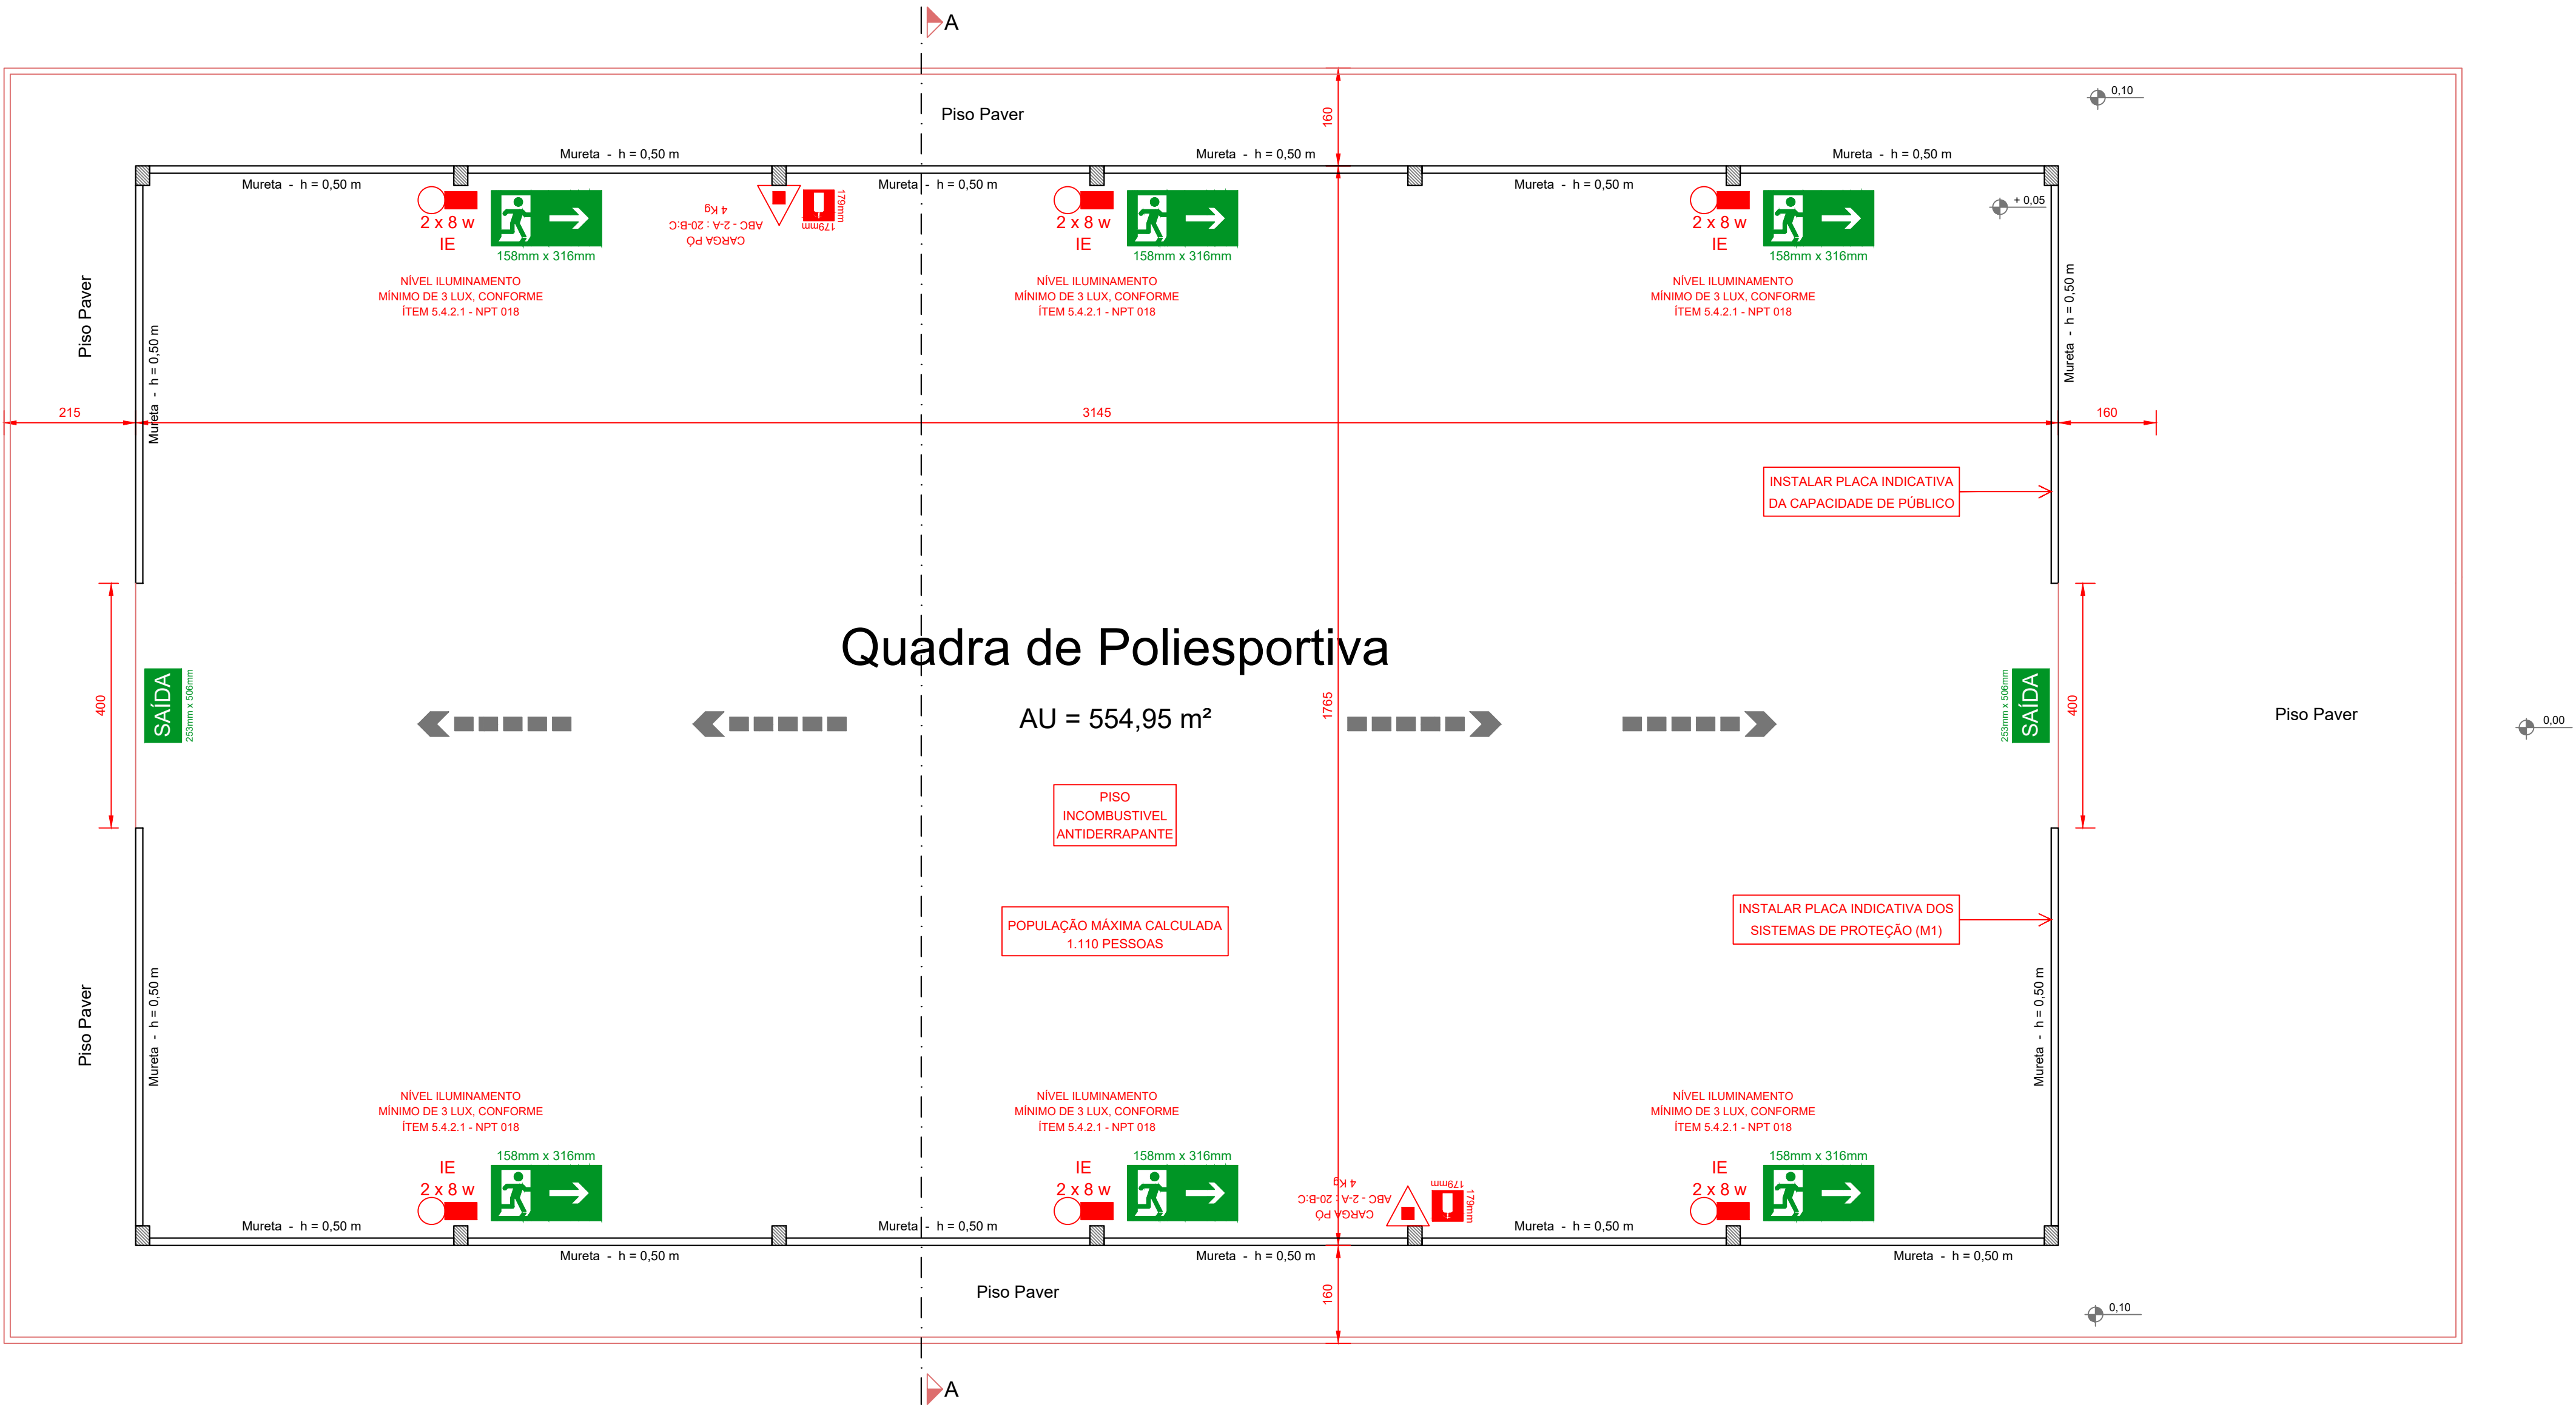 A
Piso Paver
160
0,10
Mureta - h = 0,50 m
Mureta - h = 0,50 m
Mureta - h = 0,50 m
Mureta - h = 0,50 m
Mureta - h = 0,50 m
Mureta - h = 0,50 m
+ 0,05
2 x 8 w
IE
158mm x 316mm
CARGA PÓ
ABC - 2-A : 20-B:C
4 Kg
179mm
179mm
2 x 8 w
IE
158mm x 316mm
2 x 8 w
IE
158mm x 316mm
NÍVEL ILUMINAMENTO
MÍNIMO DE 3 LUX, CONFORME
ÍTEM 5.4.2.1 - NPT 018
NÍVEL ILUMINAMENTO
MÍNIMO DE 3 LUX, CONFORME
ÍTEM 5.4.2.1 - NPT 018
NÍVEL ILUMINAMENTO
MÍNIMO DE 3 LUX, CONFORME
ÍTEM 5.4.2.1 - NPT 018
Piso Paver
Mureta - h = 0,50 m
Mureta - h = 0,50 m
215
3145
160
INSTALAR PLACA INDICATIVA
DA CAPACIDADE DE PÚBLICO
Quadra de Poliesportiva
AU = 554,95 m²
400
SAÍDA
253mm x 506mm
1765
253mm x 506mm
SAÍDA
400
Piso Paver
0,00
PISO
INCOMBUSTIVEL
ANTIDERRAPANTE
POPULAÇÃO MÁXIMA CALCULADA
1.110 PESSOAS
INSTALAR PLACA INDICATIVA DOS
SISTEMAS DE PROTEÇÃO (M1)
Piso Paver
Mureta - h = 0,50 m
Mureta - h = 0,50 m
NÍVEL ILUMINAMENTO
MÍNIMO DE 3 LUX, CONFORME
ÍTEM 5.4.2.1 - NPT 018
NÍVEL ILUMINAMENTO
MÍNIMO DE 3 LUX, CONFORME
ÍTEM 5.4.2.1 - NPT 018
NÍVEL ILUMINAMENTO
MÍNIMO DE 3 LUX, CONFORME
ÍTEM 5.4.2.1 - NPT 018
IE
2 x 8 w
158mm x 316mm
IE
2 x 8 w
158mm x 316mm
CARGA PÓ
ABC - 2-A : 20-B:C
4 Kg
179mm
179mm
IE
2 x 8 w
158mm x 316mm
Mureta - h = 0,50 m
Mureta - h = 0,50 m
Mureta - h = 0,50 m
Mureta - h = 0,50 m
Mureta - h = 0,50 m
Mureta - h = 0,50 m
Piso Paver
160
0,10
A